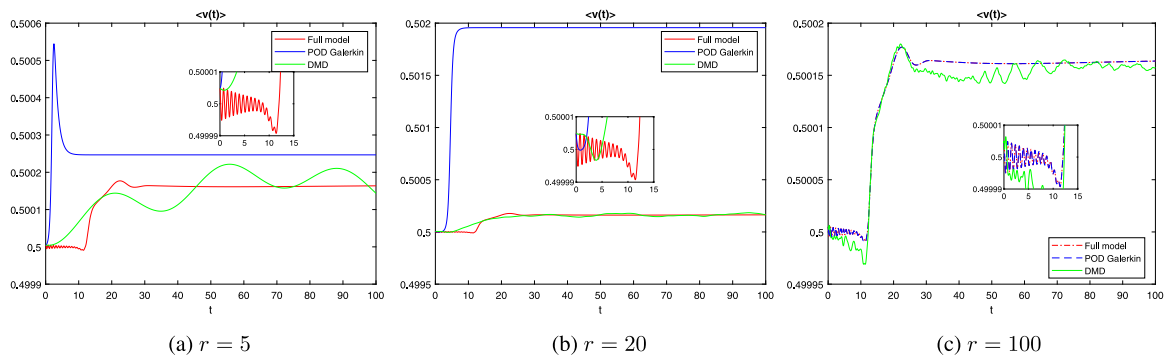 <v(t)>
0.5006
0.5005
0.5004
0.5003
0.5002
0.5001
0.5
0.4999
0 10 20 30 40 50 60 70 80 90 100
t
Full model
POD Galerkin
DMD
0.50001
0.5
0.49999
0 5 10 15
(a) r = 5
<v(t)>
0.502
0.5015
0.501
0.5005
0.5
0.4995
0 10 20 30 40 50 60 70 80 90 100
t
Full model
POD Galerkin
DMD
0.50001
0.5
0.49999
0 5 10 15
(b) r = 20
<v(t)>
0.5002
0.50015
0.5001
0.50005
0.5
0.49995
0 10 20 30 40 50 60 70 80 90 100
t
0.50001
0.5
0.49999
0 5 10 15
Full model
POD Galerkin
DMD
(c) r = 100